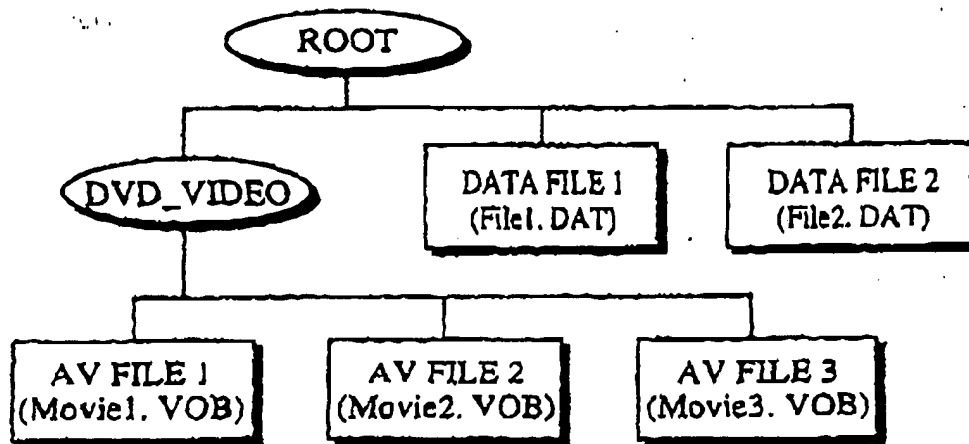 ROOT
DVD_VIDEO
DATA FILE 1
(File1. DAT)
DATA FILE 2
(File2. DAT)
AV FILE 1
(Movie1. VOB)
AV FILE 2
(Movie2. VOB)
AV FILE 3
(Movie3. VOB)